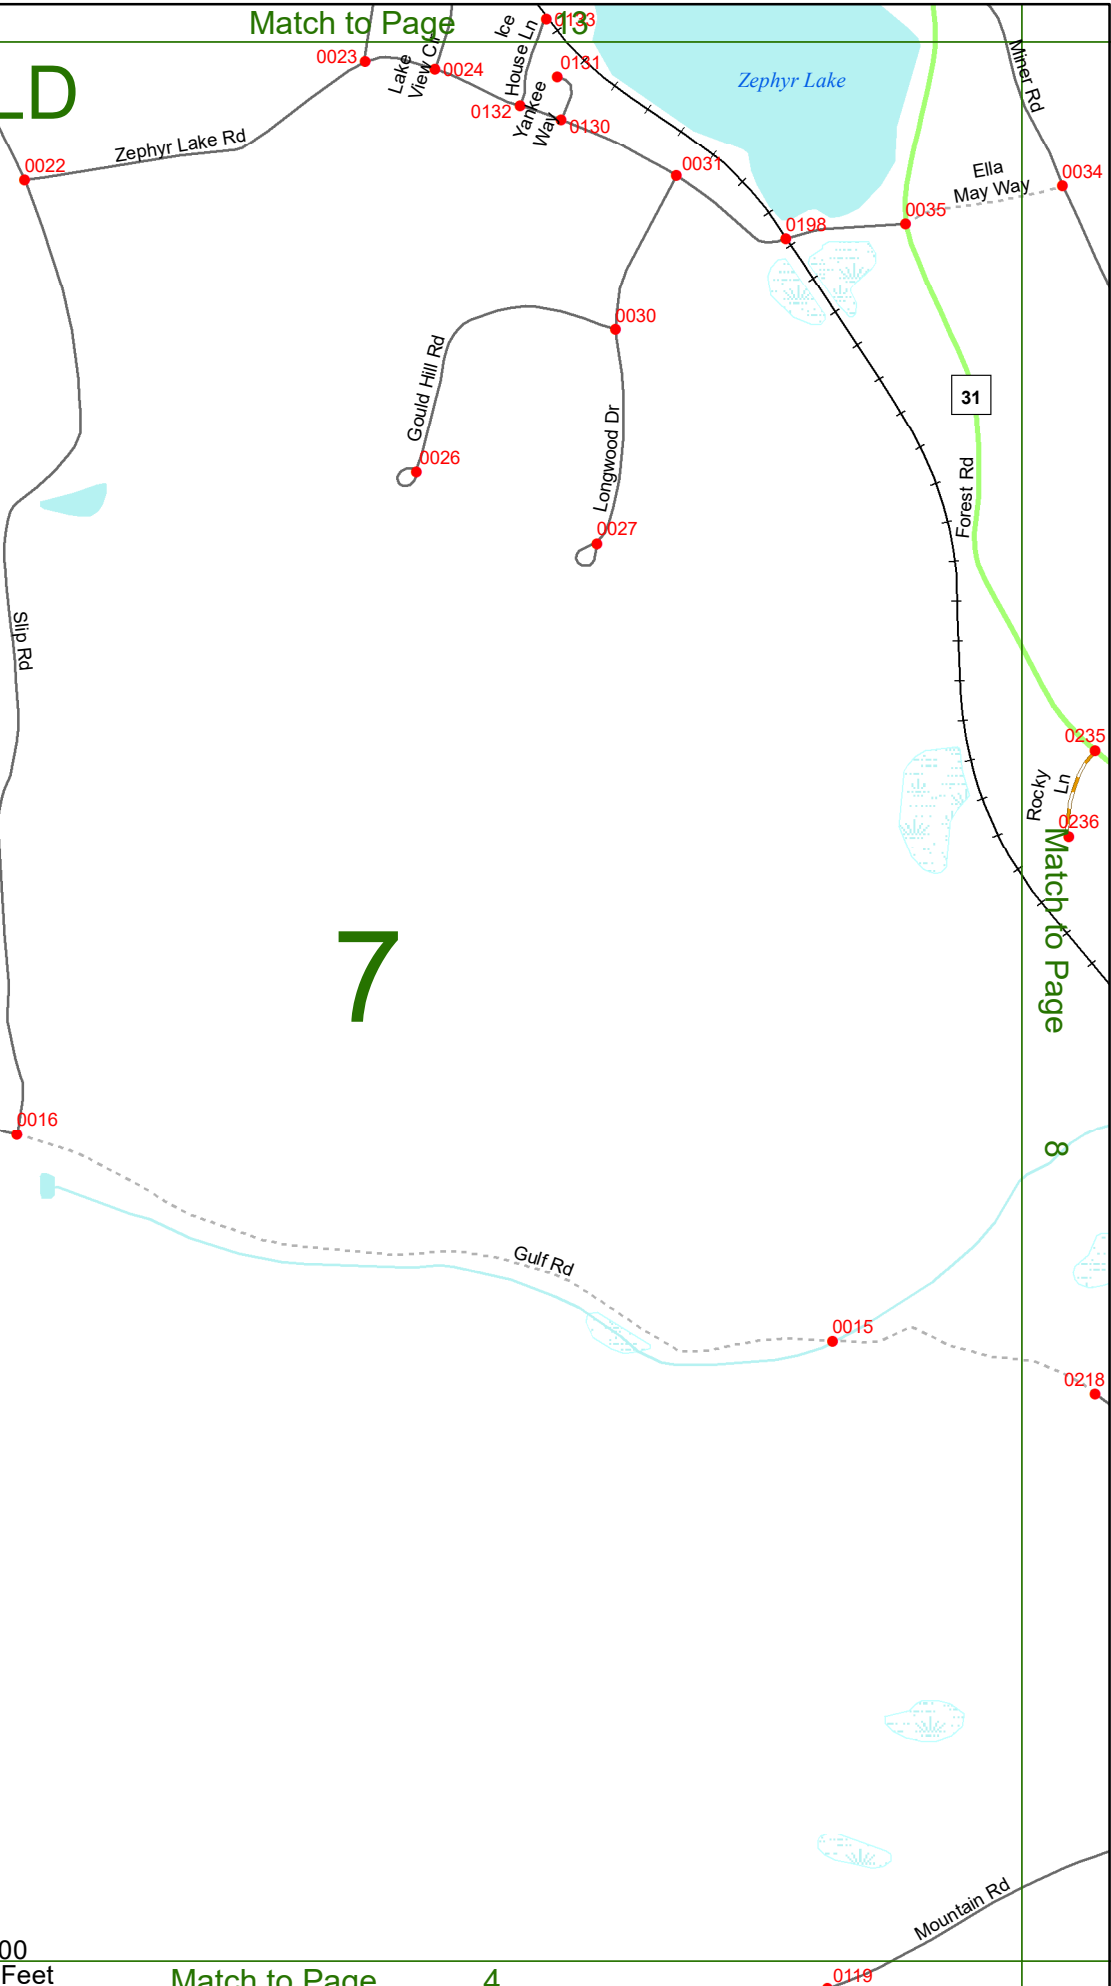 Match to Page 13
0133
Ice
House Ln
0023
Lake
View Cir
0024
0131
LD
0132
Yankee
Way
0130
Zephyr Lake
Miner Rd
Zephyr Lake Rd
0022
0031
Ella
May Way
0034
0035
0198
0030
Gould Hill Rd
31
Longwood Dr
0026
Forest Rd
0027
Slip Rd
0235
Rocky
Ln
0236
Match to Page 8
7
0016
Gulf Rd
0015
0218
Mountain Rd
00
Feet
Match to Page 4
0119